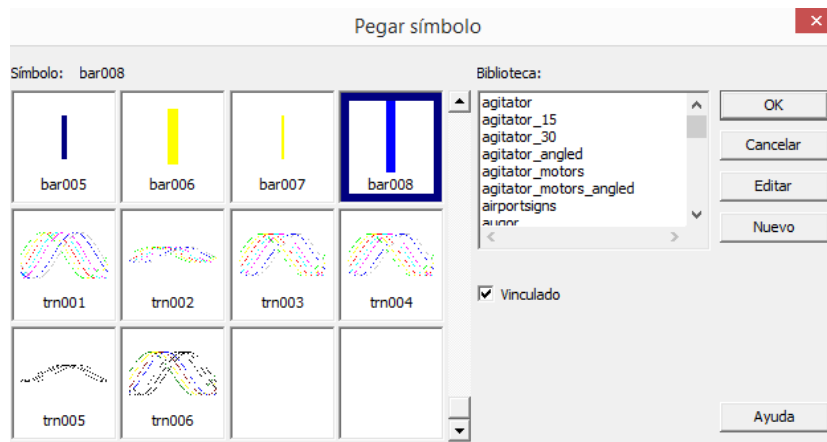 Pegar símbolo
Símbolo: bar008
bar005 bar006 bar007 bar008
trn001 trn002 trn003 trn004
trn005 trn006
Biblioteca:
agitator
agitator_15
agitator_30
agitator_angled
agitator_motors
agitator_motors_angled
airportsigns
Vinculado
OK
Cancelar
Editar
Nuevo
Ayuda